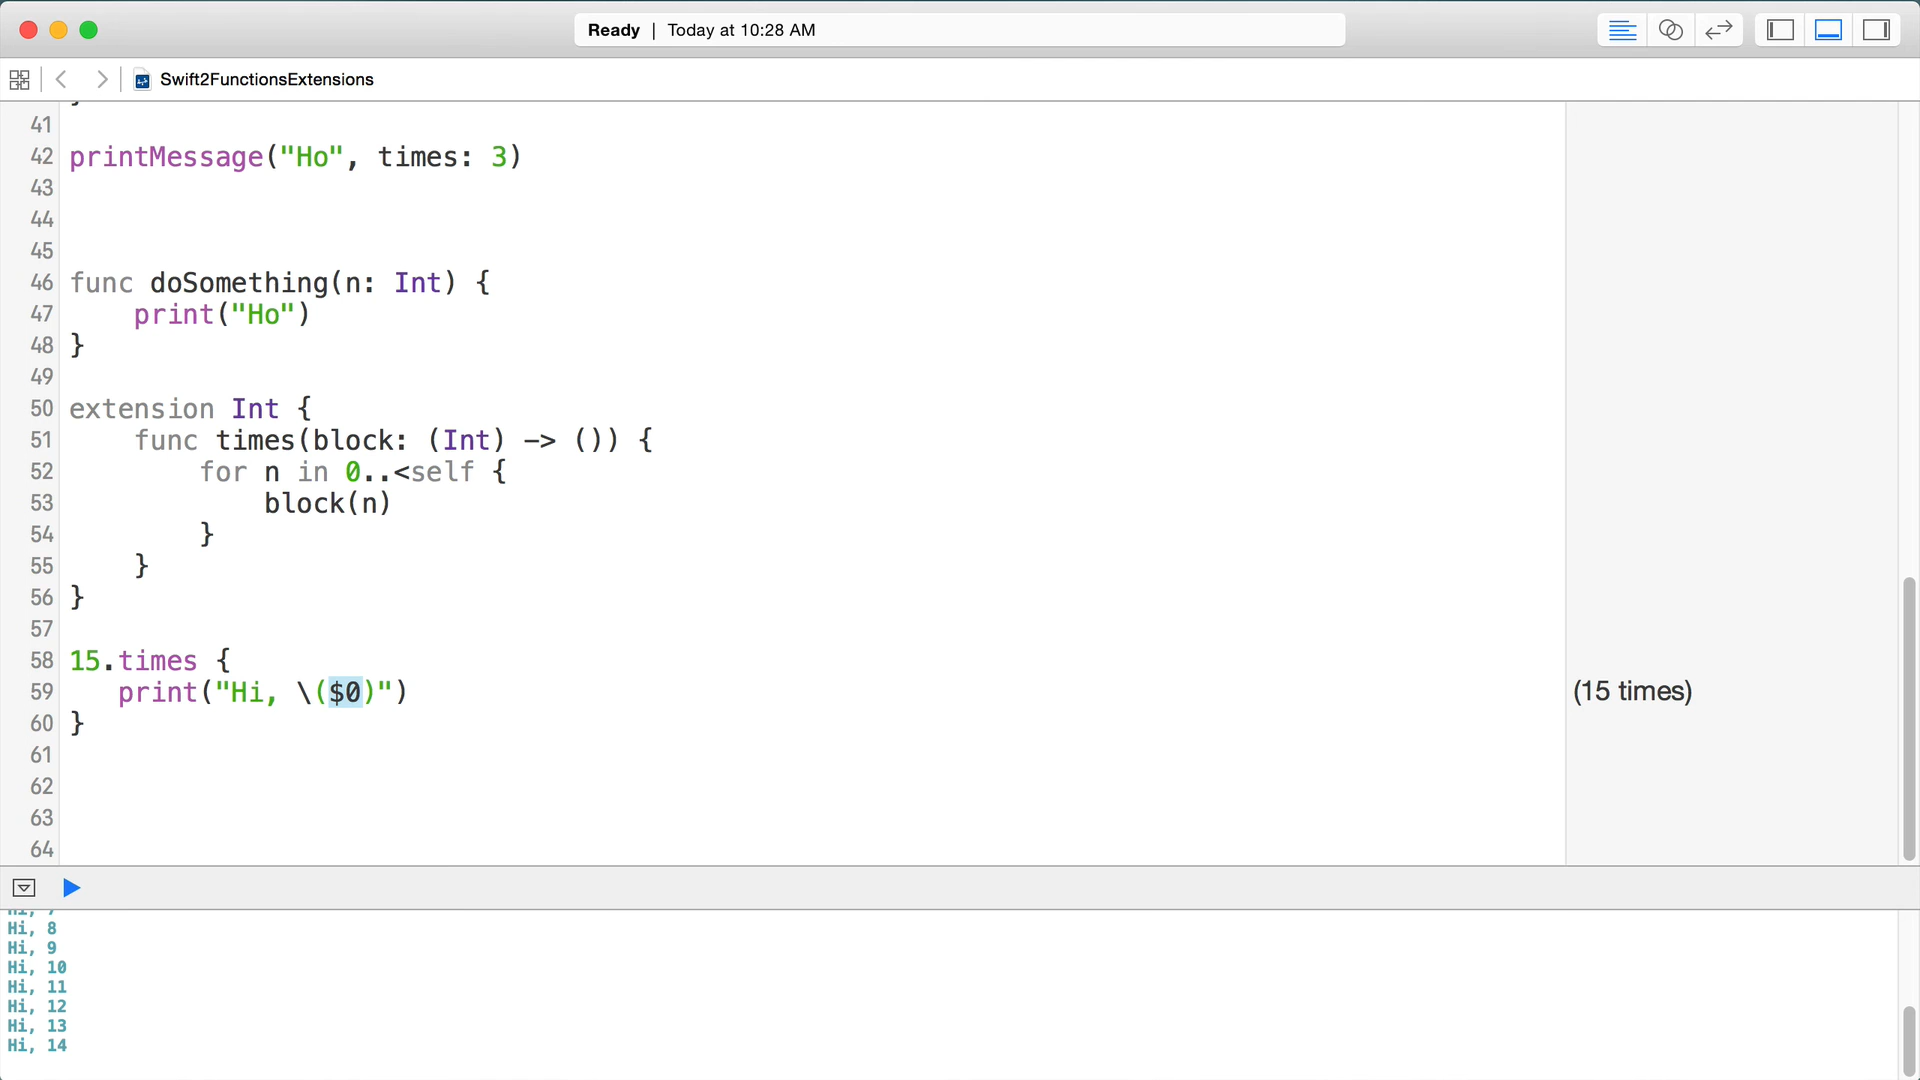 Ready | Today at 10:28 AM
Swift2FunctionsExtensions
41
42 printMessage("Ho", times: 3)
43
44
45
46 func doSomething(n: Int) {
47     print("Ho")
48 }
49
50 extension Int {
51     func times(block: (Int) -> ()) {
52         for n in 0..<self {
53             block(n)
54         }
55     }
56 }
57
58 15.times {
59    print("Hi, \($0)") (15 times)
60 }
61
62
63
64
Hi, 7
Hi, 8
Hi, 9
Hi, 10
Hi, 11
Hi, 12
Hi, 13
Hi, 14